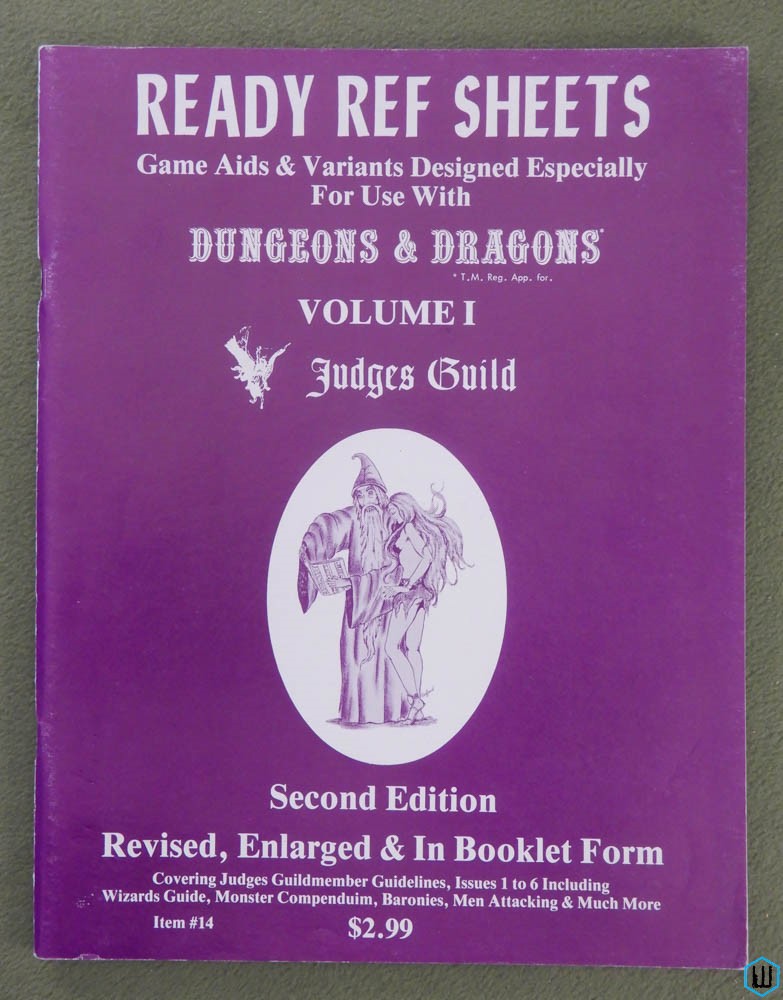 READY REF SHEETS
Game Aids & Variants Designed Especially
For Use With
DUNGEONS & DRAGONS*
* T.M. Reg. App. for.
VOLUME I
Judges Guild
Second Edition
Revised, Enlarged & In Booklet Form
Covering Judges Guildmember Guidelines, Issues 1 to 6 Including
Wizards Guide, Monster Compenduim, Baronies, Men Attacking & Much More
Item #14
$2.99